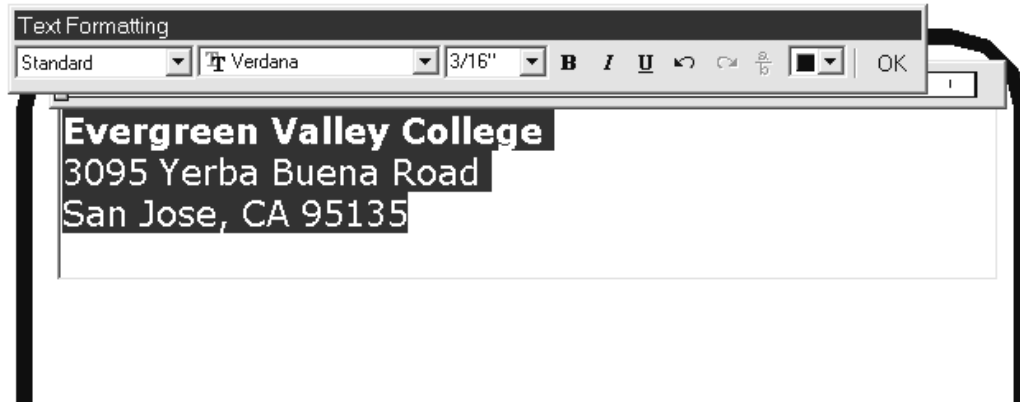 Text Formatting
Standard Verdana 3/16" B I U a/b OK
Evergreen Valley College
3095 Yerba Buena Road
San Jose, CA 95135